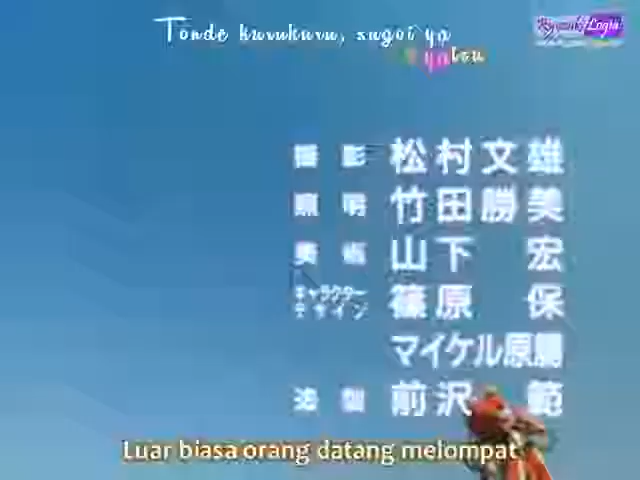 Tonde kurukuru, sugoi ya
yatsu
撮影 松村文雄
照明 竹田勝美
美術 山下 宏
キャラクターデザイン 篠原 保
マイケル原腸
造型 前沢 範
Luar biasa orang datang melompat